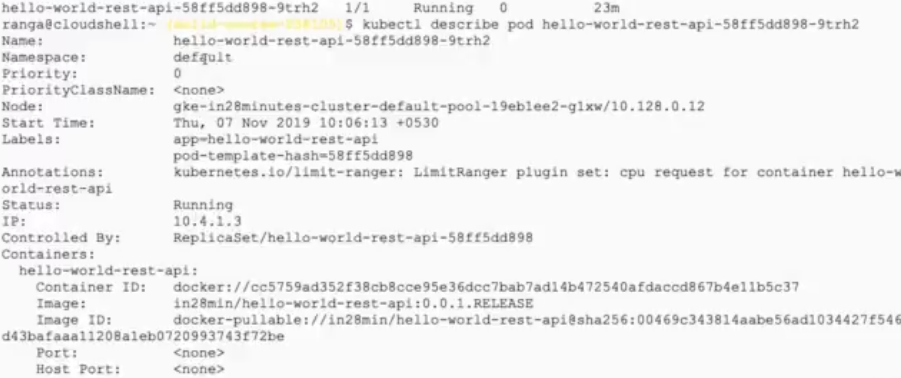 hello-world-rest-api-58ff5dd898-9trh2 1/1 Running 0 23m
ranga@cloudshell:~ $ kubectl describe pod hello-world-rest-api-58ff5dd898-9trh2
Name: hello-world-rest-api-58ff5dd898-9trh2
Namespace: default
Priority: 0
PriorityClassName: <none>
Node: gke-in28minutes-cluster-default-pool-19eb1ee2-g1xw/10.128.0.12
Start Time: Thu, 07 Nov 2019 10:06:13 +0530
Labels: app=hello-world-rest-api
pod-template-hash=58ff5dd898
Annotations: kubernetes.io/limit-ranger: LimitRanger plugin set: cpu request for container hello-w
orld-rest-api
Status: Running
IP: 10.4.1.3
Controlled By: ReplicaSet/hello-world-rest-api-58ff5dd898
Containers:
hello-world-rest-api:
Container ID: docker://cc5759ad352f38cb8cce95e36dcc7bab7ad14b472540afdaccd867b4e11b5c37
Image: in28min/hello-world-rest-api:0.0.1.RELEASE
Image ID: docker-pullable://in28min/hello-world-rest-api@sha256:00469c343814aabe56ad1034427f546
d43bafaaa11208a1eb0720993743f72be
Port: <none>
Host Port: <none>